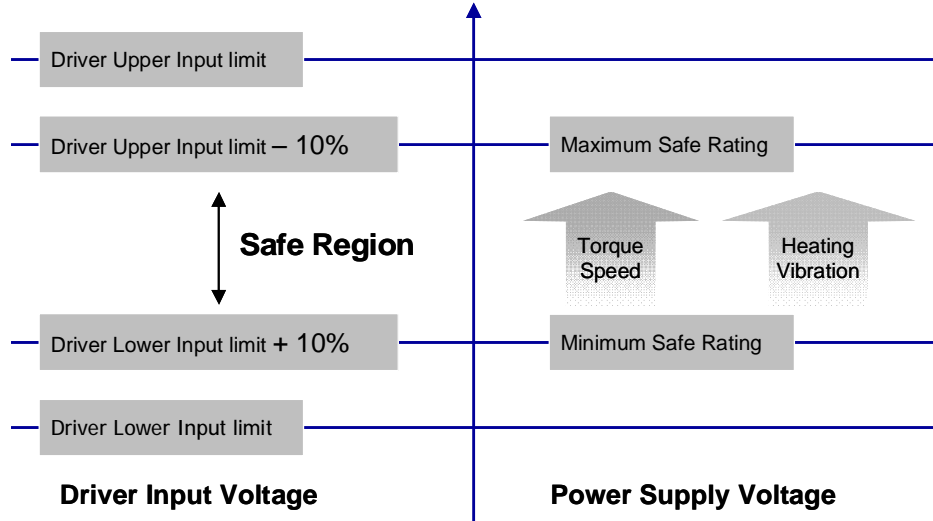 Driver Upper Input limit
Driver Upper Input limit – 10%
Maximum Safe Rating
Safe Region
Torque
Speed
Heating
Vibration
Driver Lower Input limit + 10%
Minimum Safe Rating
Driver Lower Input limit
Driver Input Voltage
Power Supply Voltage